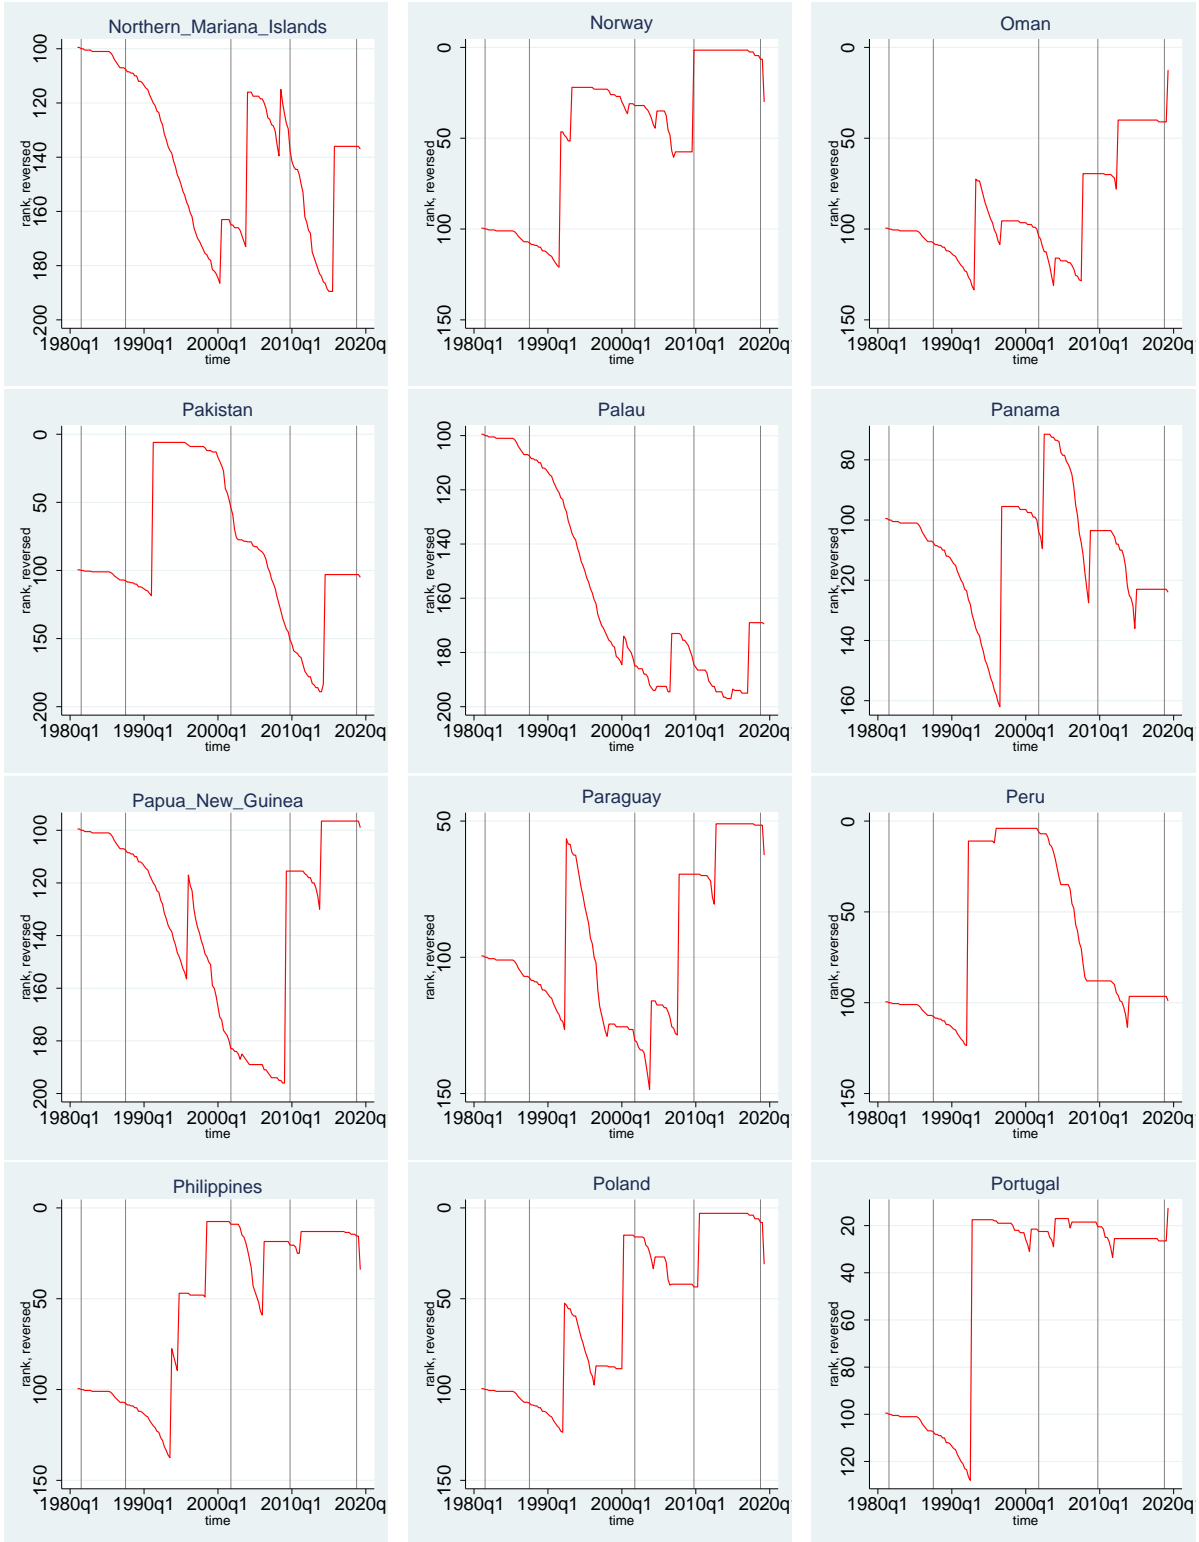 Northern_Mariana_Islands
rank, reversed
100
120
140
160
180
200
1980q1 1990q1 2000q1 2010q1 2020q
time
Norway
rank, reversed
0
50
100
150
1980q1 1990q1 2000q1 2010q1 2020q
time
Oman
rank, reversed
0
50
100
150
1980q1 1990q1 2000q1 2010q1 2020q
time
Pakistan
rank, reversed
0
50
100
150
200
1980q1 1990q1 2000q1 2010q1 2020q
time
Palau
rank, reversed
100
120
140
160
180
200
1980q1 1990q1 2000q1 2010q1 2020q
time
Panama
rank, reversed
80
100
120
140
160
1980q1 1990q1 2000q1 2010q1 2020q
time
Papua_New_Guinea
rank, reversed
100
120
140
160
180
200
1980q1 1990q1 2000q1 2010q1 2020q
time
Paraguay
rank, reversed
50
100
150
1980q1 1990q1 2000q1 2010q1 2020q
time
Peru
rank, reversed
0
50
100
150
1980q1 1990q1 2000q1 2010q1 2020q
time
Philippines
rank, reversed
0
50
100
150
1980q1 1990q1 2000q1 2010q1 2020q
time
Poland
rank, reversed
0
50
100
150
1980q1 1990q1 2000q1 2010q1 2020q
time
Portugal
rank, reversed
20
40
60
80
100
120
1980q1 1990q1 2000q1 2010q1 2020q
time